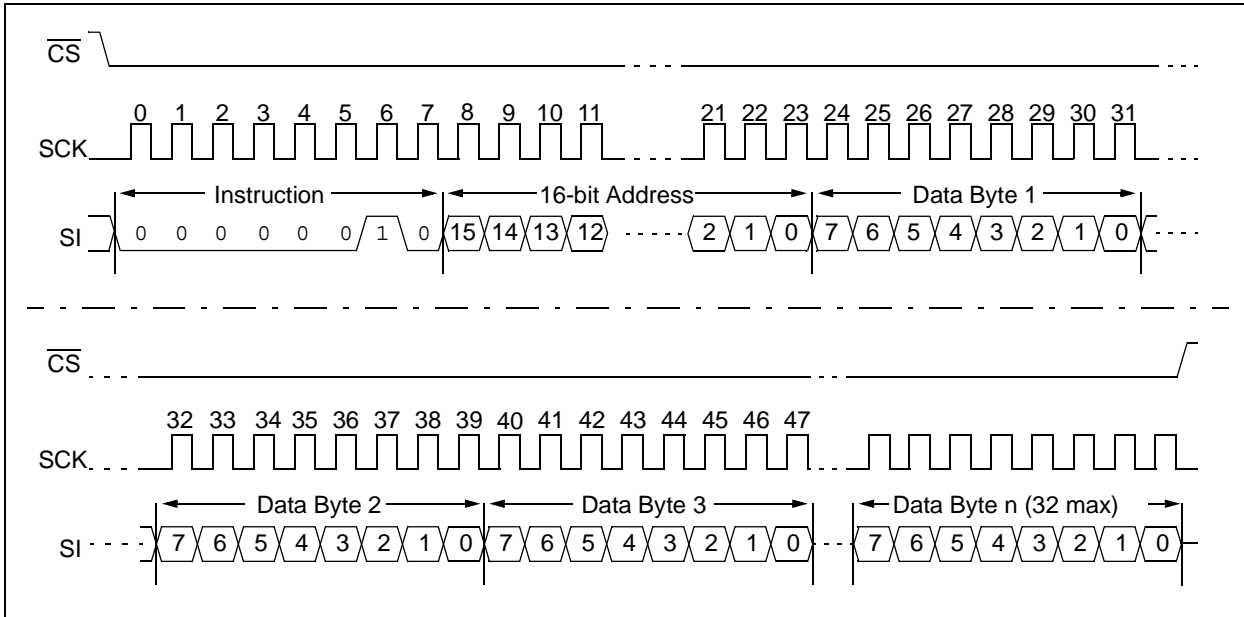 CS
0 1 2 3 4 5 6 7 8 9 10 11 21 22 23 24 25 26 27 28 29 30 31
SCK
Instruction 16-bit Address Data Byte 1
SI 0 0 0 0 0 0 1 0 15 14 13 12 2 1 0 7 6 5 4 3 2 1 0
CS
32 33 34 35 36 37 38 39 40 41 42 43 44 45 46 47
SCK
Data Byte 2 Data Byte 3 Data Byte n (32 max)
SI 7 6 5 4 3 2 1 0 7 6 5 4 3 2 1 0 7 6 5 4 3 2 1 0